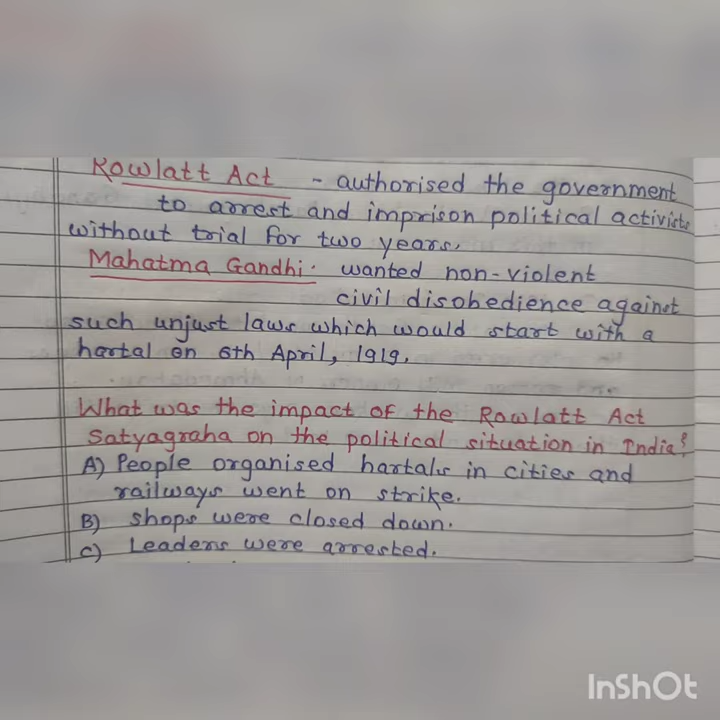 Rowlatt Act - authorised the government
to arrest and imprison political activists
without trial for two years.
Mahatma Gandhi: wanted non-violent
civil disobedience against
such unjust laws which would start with a
hartal on 6th April, 1919.
What was the impact of the Rowlatt Act
Satyagraha on the political situation in India?
A) People organised hartals in cities and
railways went on strike.
B) shops were closed down.
C) Leaders were arrested.
InShOt